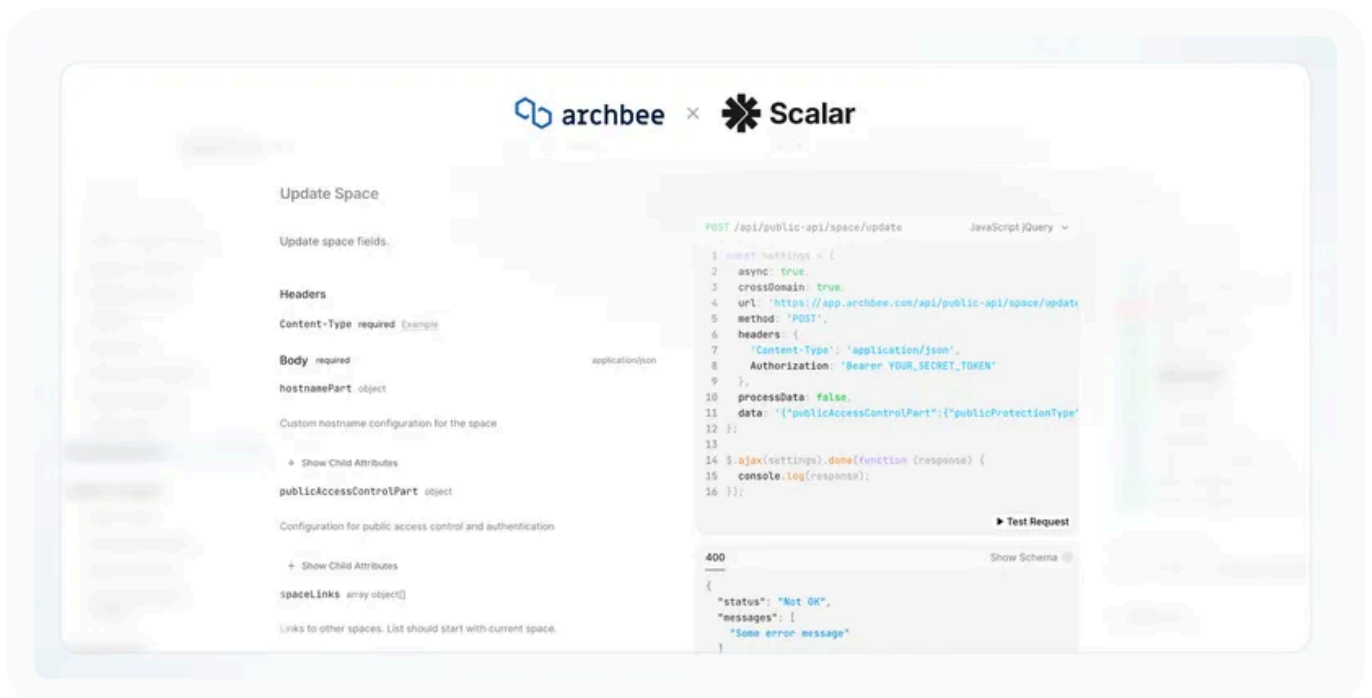 archbee × Scalar
Update Space
Update space fields.
Headers
Content-Type required Example
Body required application/json
hostnamePart object
Custom hostname configuration for the space
+ Show Child Attributes
publicAccessControlPart object
Configuration for public access control and authentication
+ Show Child Attributes
spaceLinks array object[]
Links to other spaces. List should start with current space.
POST /api/public-api/space/update JavaScript jQuery
1 const settings = {
2 async: true,
3 crossDomain: true,
4 url: 'https://app.archbee.com/api/public-api/space/update
5 method: 'POST',
6 headers: {
7 'Content-Type': 'application/json',
8 Authorization: 'Bearer YOUR_SECRET_TOKEN'
9 },
10 processData: false,
11 data: '{"publicAccessControlPart":{"publicProtectionType"
12 };
13
14 $.ajax(settings).done(function (response) {
15 console.log(response);
16 });
Test Request
400 Show Schema
{
"status": "Not OK",
"messages": [
"Some error message"
]